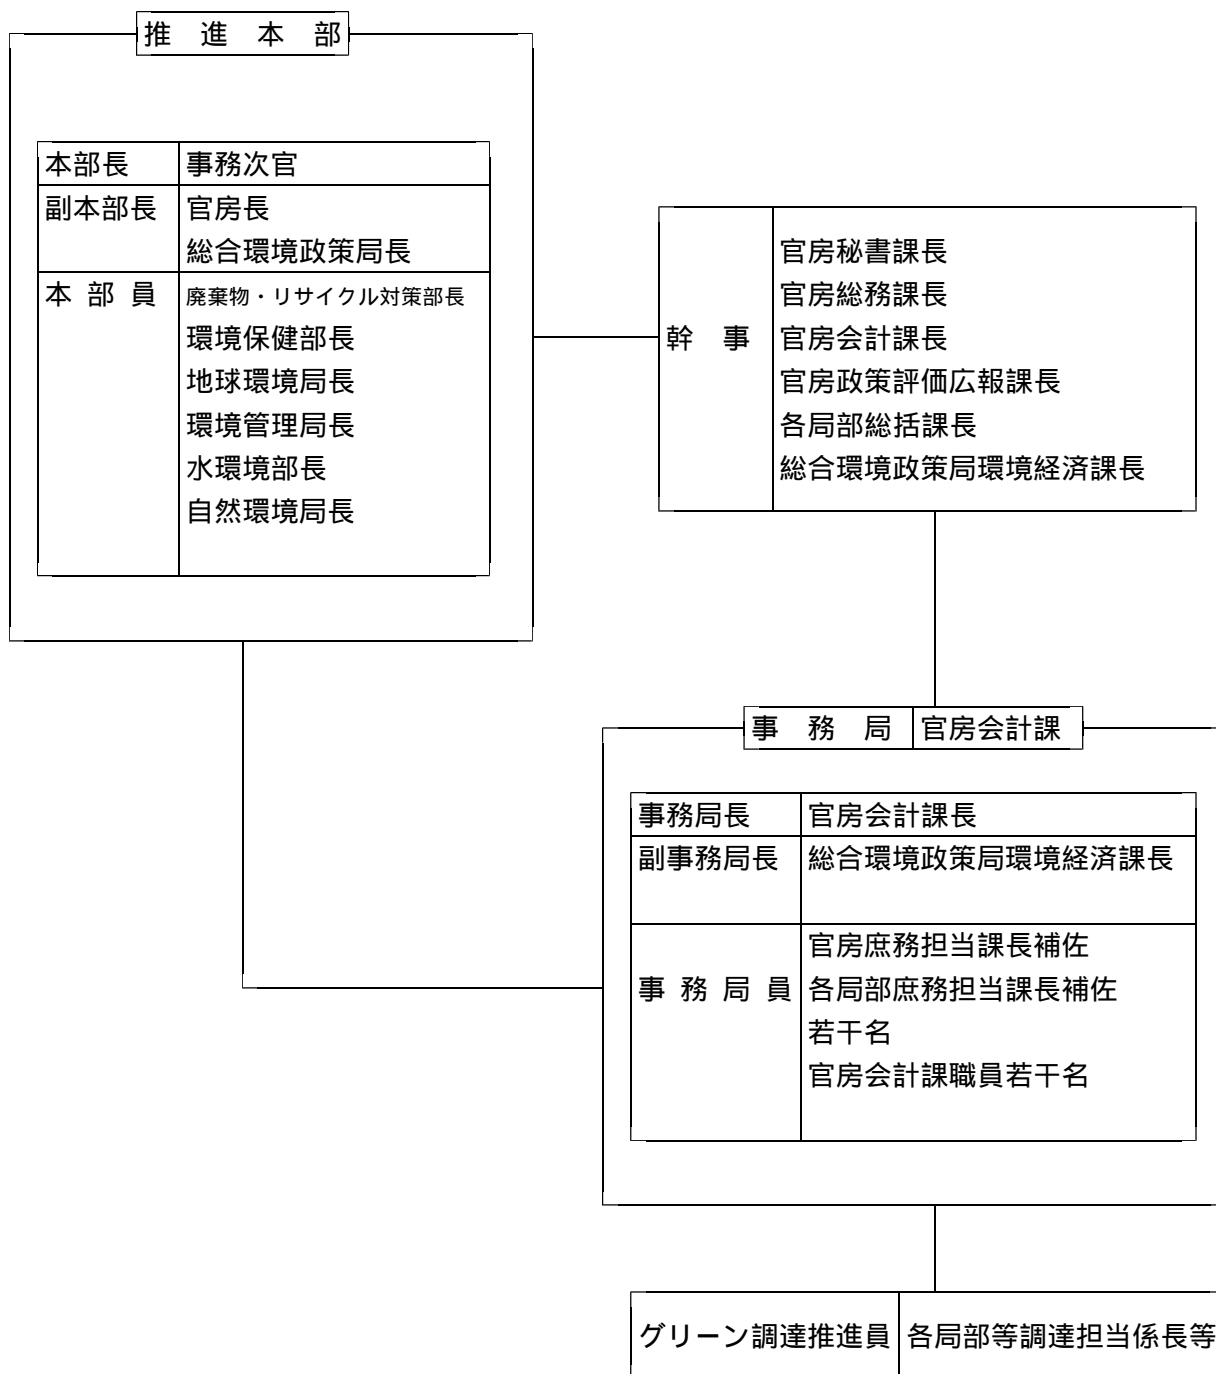 推　進　本　部
本部長　事務次官
副本部長　官房長
総合環境政策局長
本 部 員　廃棄物・リサイクル対策部長
環境保健部長
地球環境局長
環境管理局長
水環境部長
自然環境局長
官房秘書課長
官房総務課長
幹　事　官房会計課長
官房政策評価広報課長
各局部総括課長
総合環境政策局環境経済課長
事　務　局　官房会計課
事務局長　官房会計課長
副事務局長　総合環境政策局環境経済課長
官房庶務担当課長補佐
事 務 局 員　各局部庶務担当課長補佐
若干名
官房会計課職員若干名
グリーン調達推進員　各局部等調達担当係長等